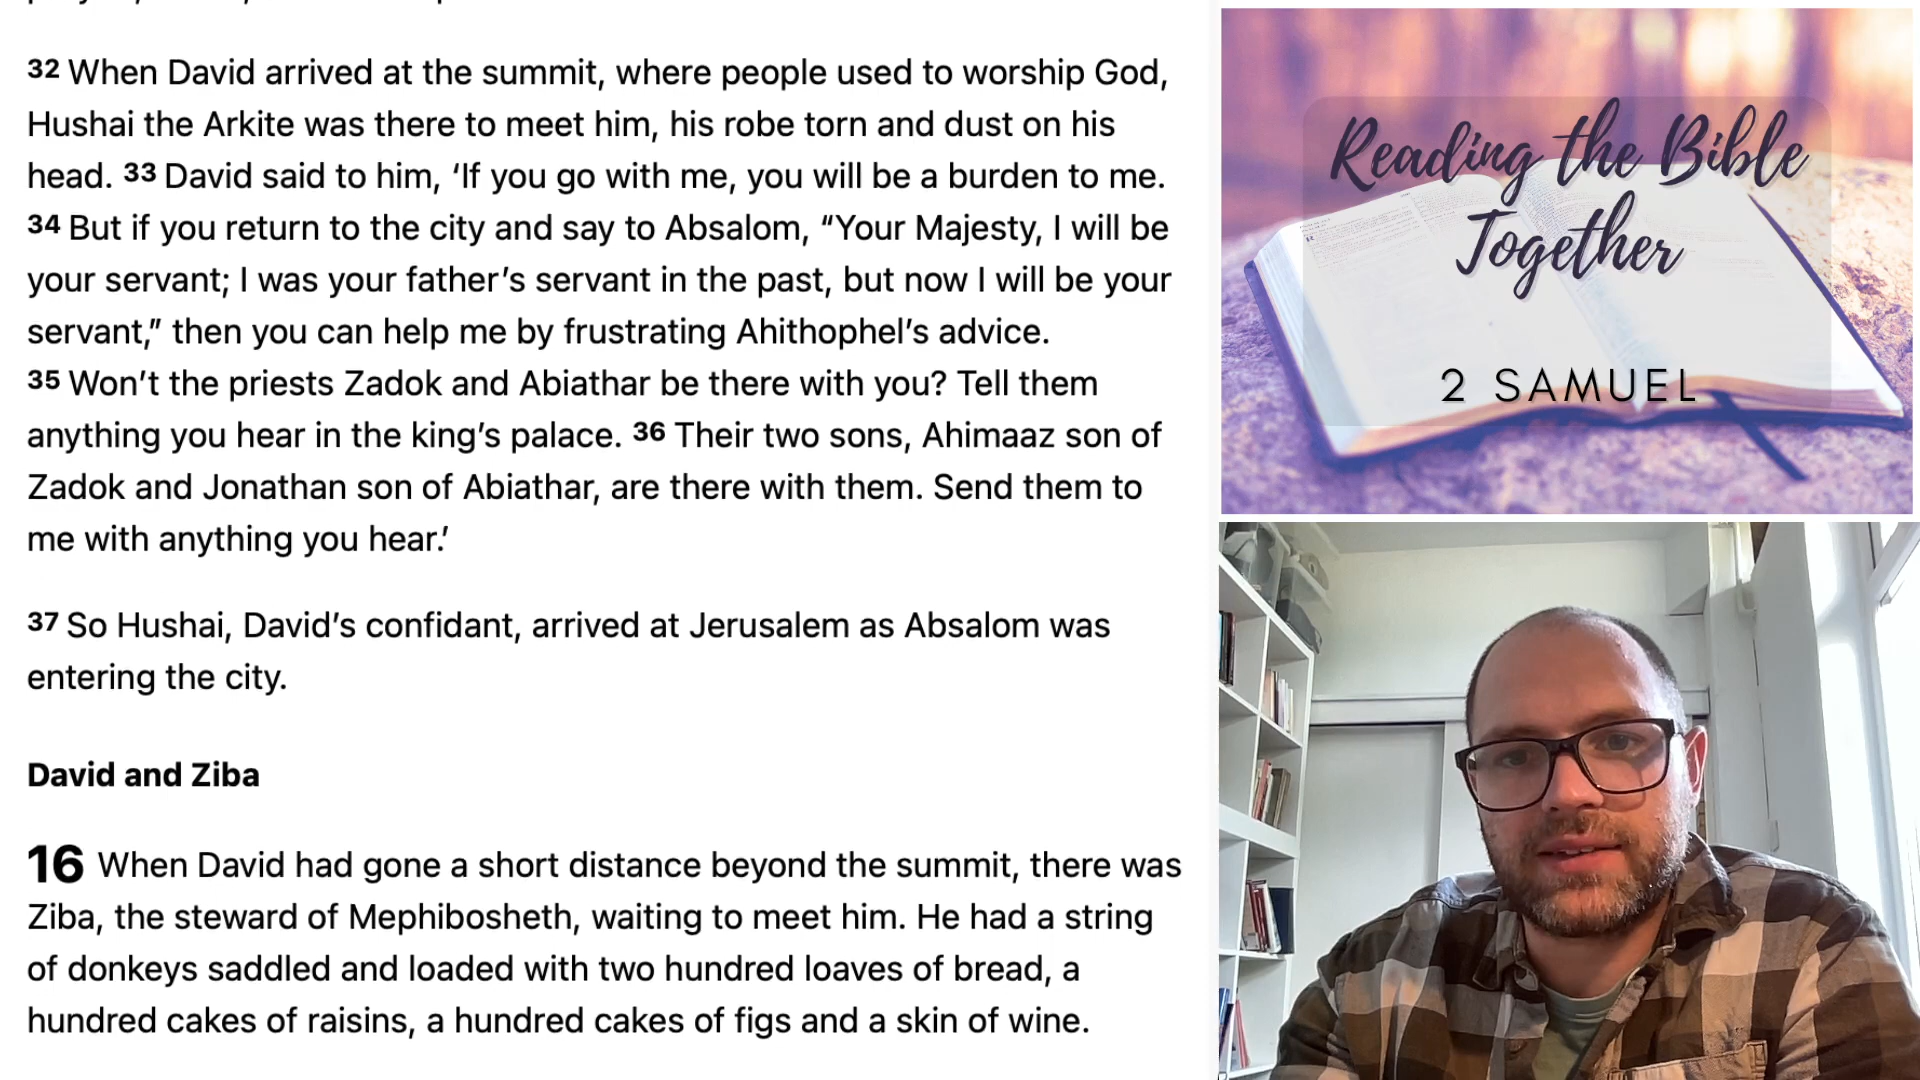 32 When David arrived at the summit, where people used to worship God,
Hushai the Arkite was there to meet him, his robe torn and dust on his
head. 33 David said to him, ‘If you go with me, you will be a burden to me.
34 But if you return to the city and say to Absalom, “Your Majesty, I will be
your servant; I was your father’s servant in the past, but now I will be your
servant,” then you can help me by frustrating Ahithophel’s advice.
35 Won’t the priests Zadok and Abiathar be there with you? Tell them
anything you hear in the king’s palace. 36 Their two sons, Ahimaaz son of
Zadok and Jonathan son of Abiathar, are there with them. Send them to
me with anything you hear.’
37 So Hushai, David’s confidant, arrived at Jerusalem as Absalom was
entering the city.
David and Ziba
16 When David had gone a short distance beyond the summit, there was
Ziba, the steward of Mephibosheth, waiting to meet him. He had a string
of donkeys saddled and loaded with two hundred loaves of bread, a
hundred cakes of raisins, a hundred cakes of figs and a skin of wine.
Reading the Bible
Together
2 SAMUEL